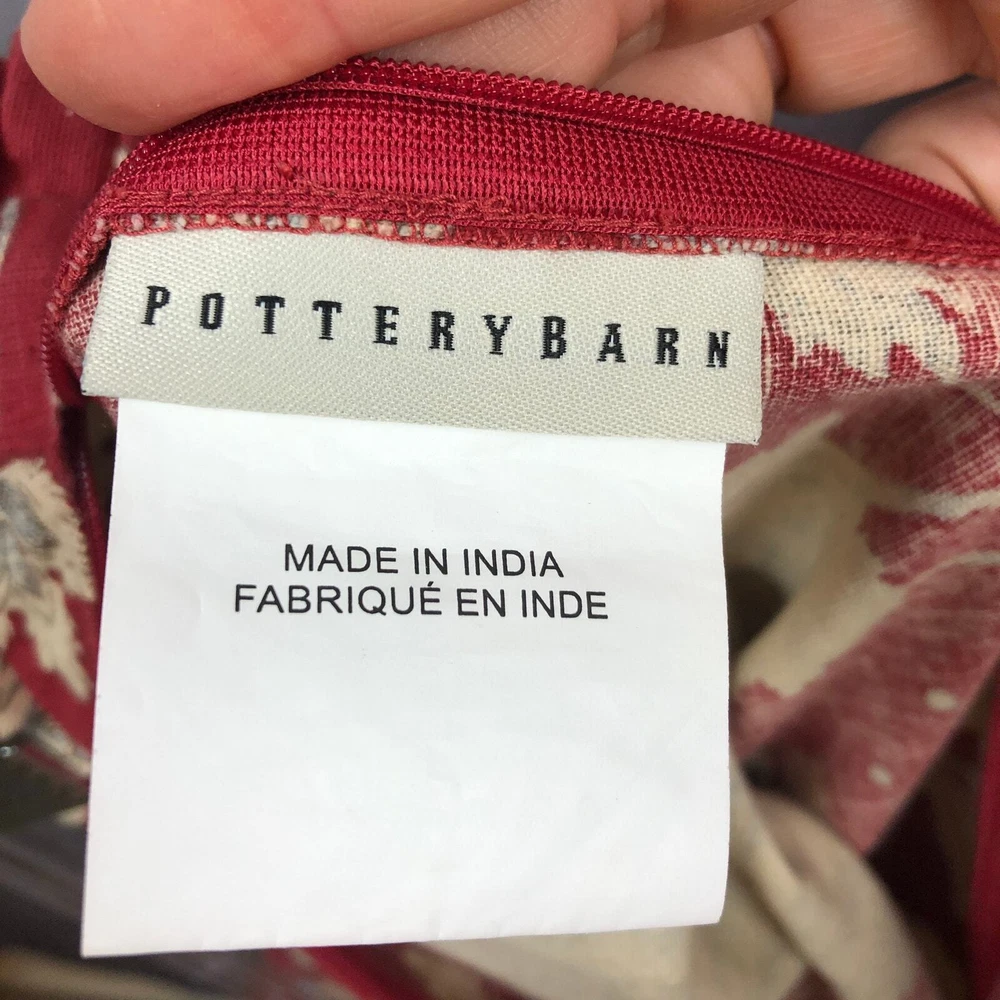 POTTERYBARN
MADE IN INDIA
FABRIQUÉ EN INDE